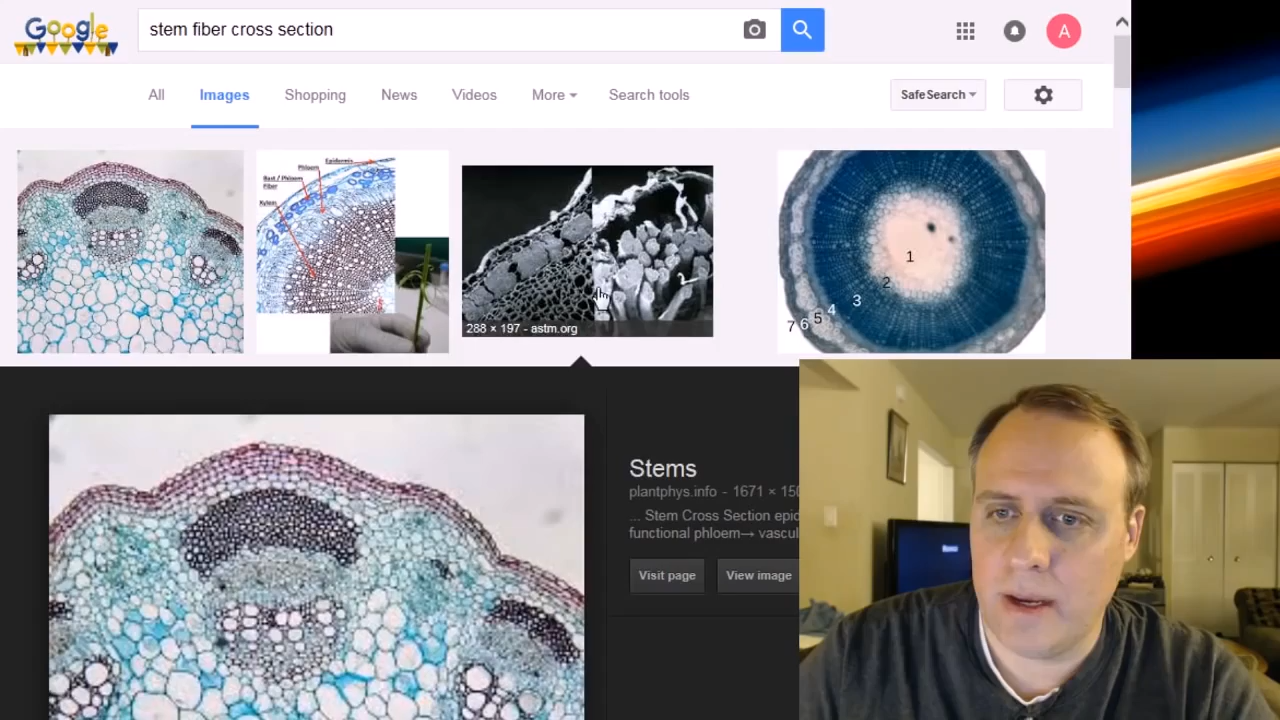 Google
stem fiber cross section
A
All
Images
Shopping
News
Videos
More
Search tools
SafeSearch
Epidermis
Phloem
Bast / Phloem
Fiber
Xylem
288 × 197 - astm.org
1
2
3
4
5
6
7
Stems
plantphys.info - 1671 × 15
... Stem Cross Section epid
functional phloem→ vascul
Visit page
View image